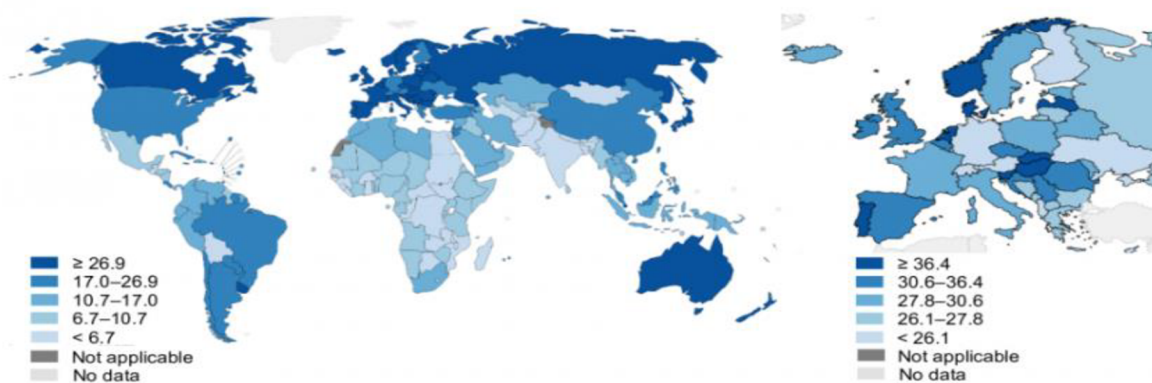 ≥ 26.9
17.0–26.9
10.7–17.0
6.7–10.7
< 6.7
Not applicable
No data
≥ 36.4
30.6–36.4
27.8–30.6
26.1–27.8
< 26.1
Not applicable
No data